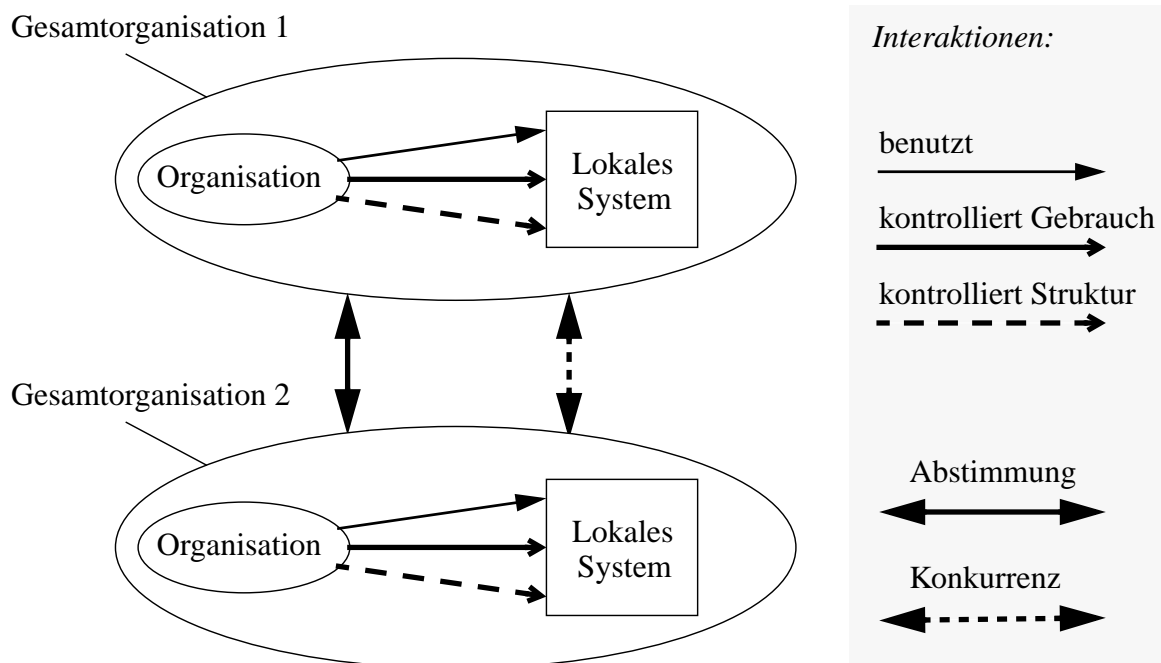 Gesamtorganisation 1
Organisation
Lokales
System
Gesamtorganisation 2
Organisation
Lokales
System
Interaktionen:
benutzt
kontrolliert Gebrauch
kontrolliert Struktur
Abstimmung
Konkurrenz